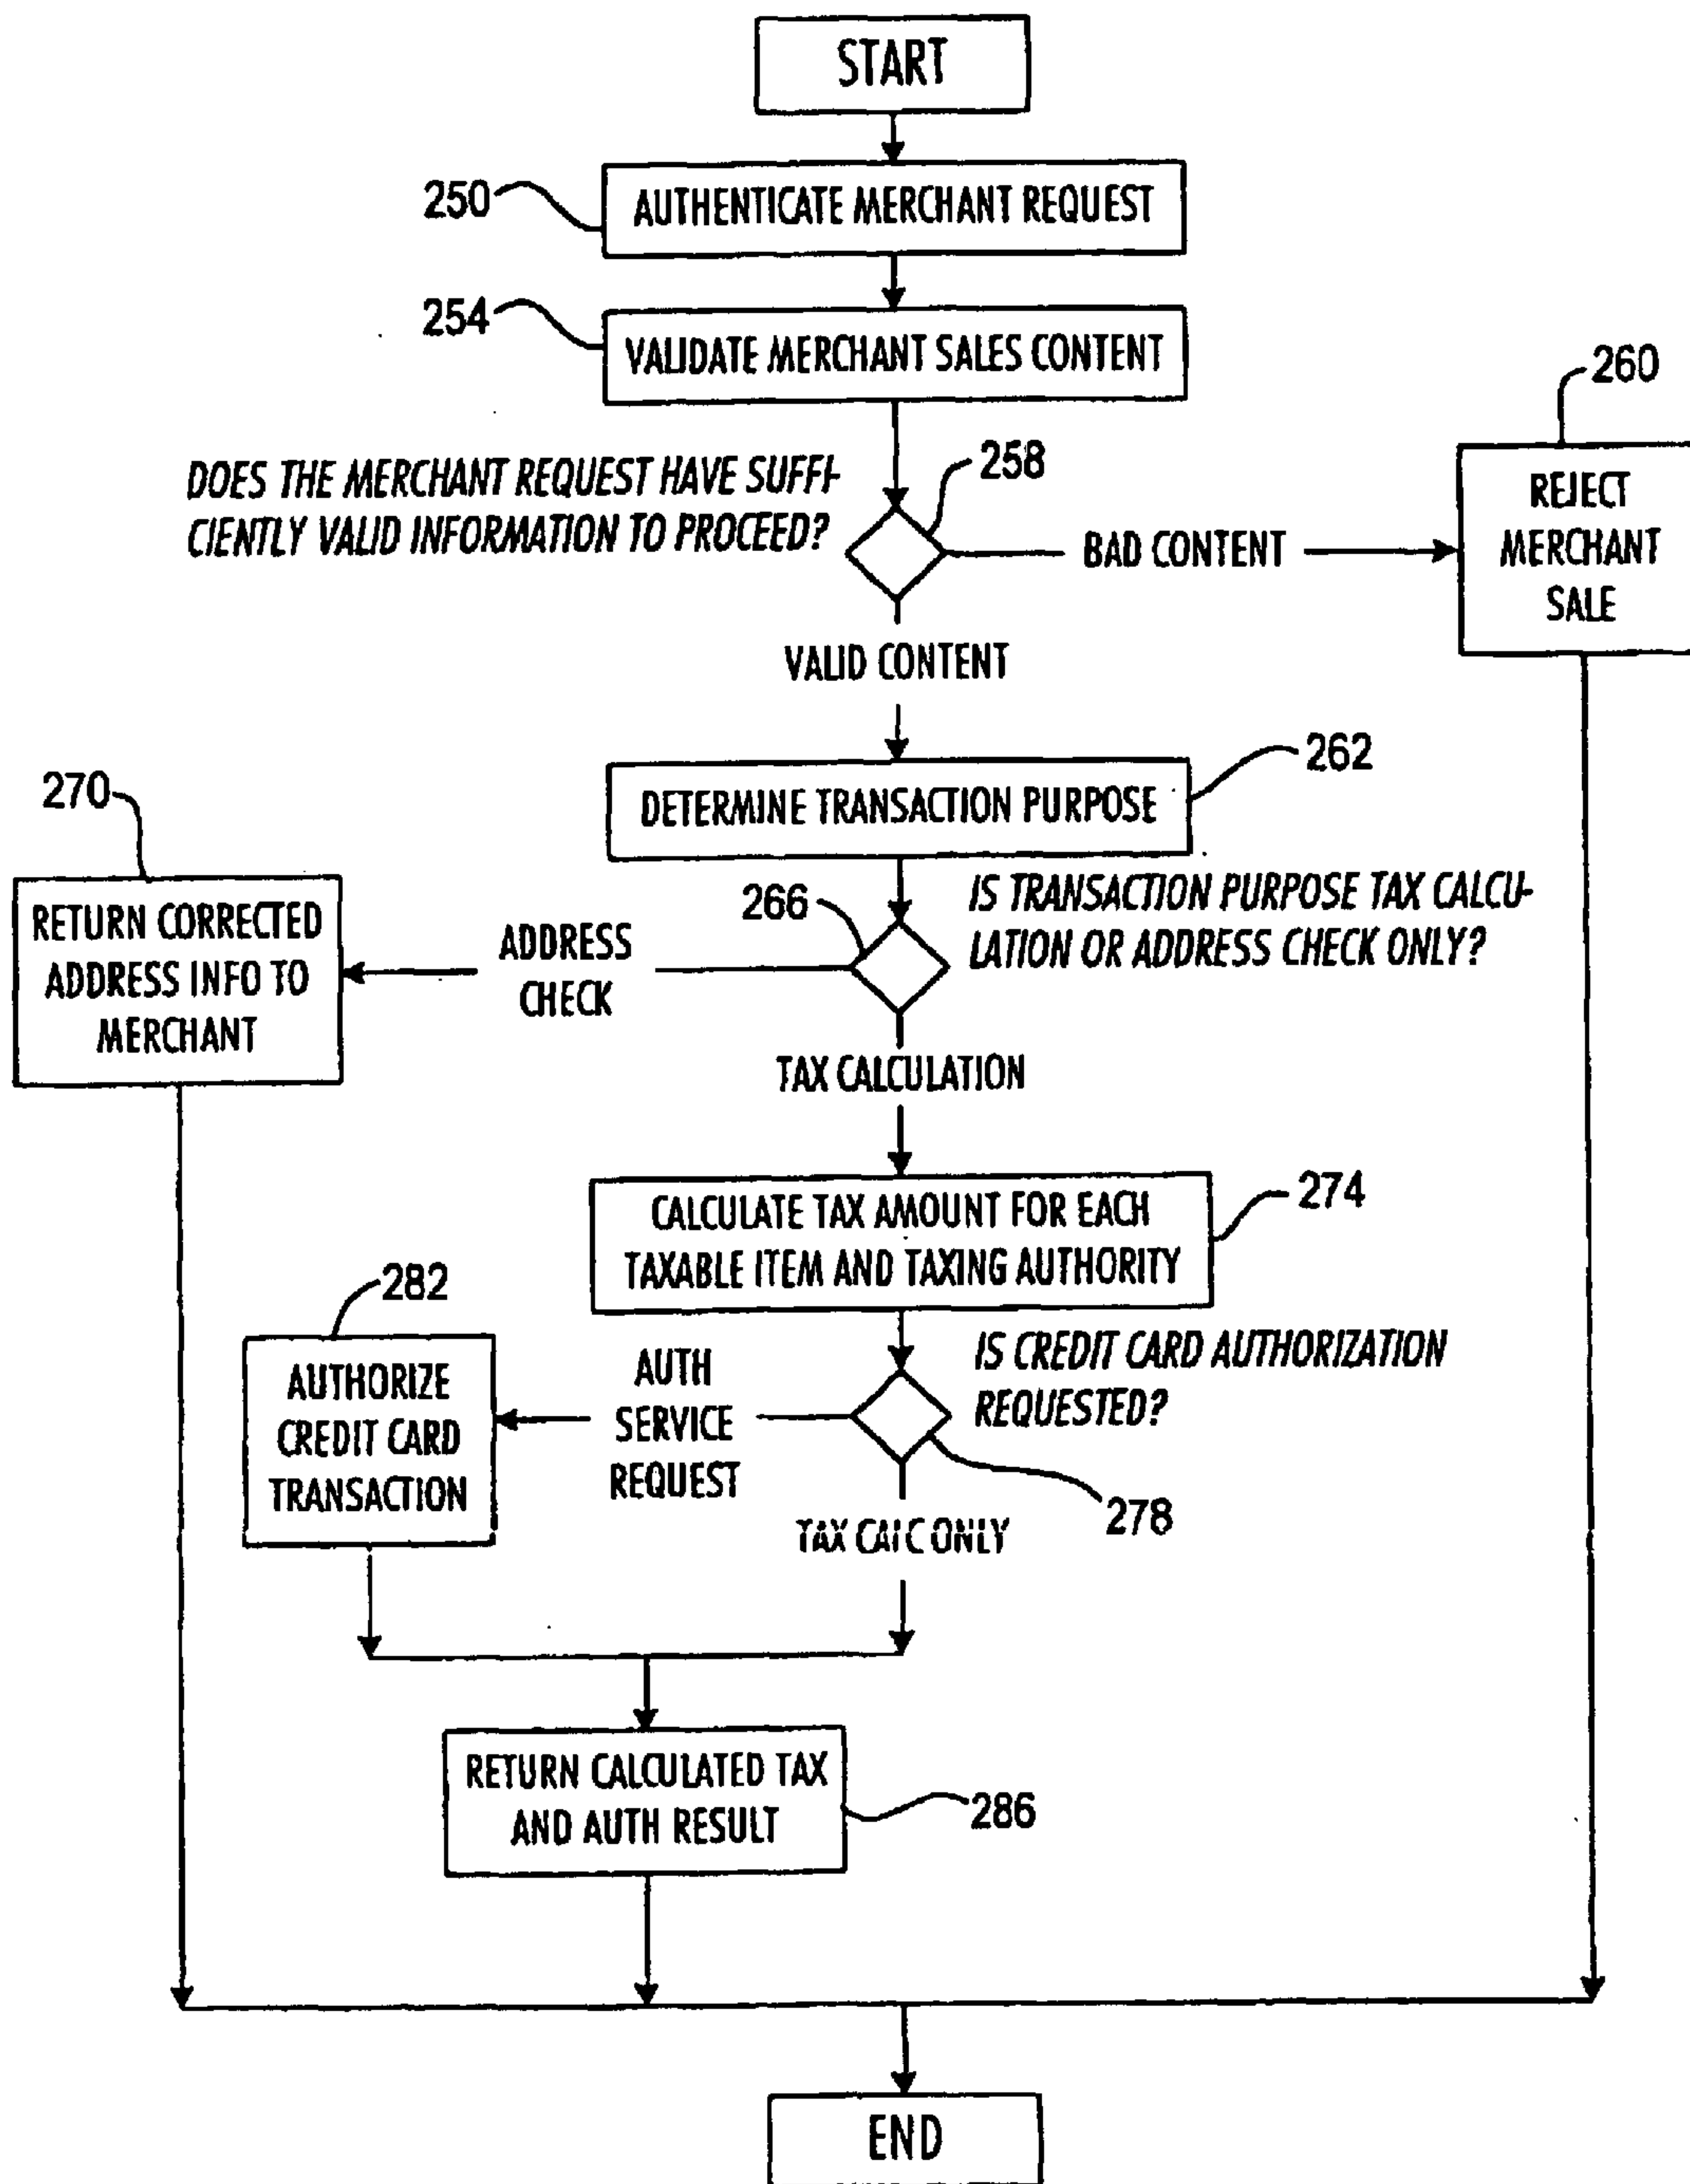 START
250
AUTHENTICATE MERCHANT REQUEST
254
VALIDATE MERCHANT SALES CONTENT
260
DOES THE MERCHANT REQUEST HAVE SUFFI-
CIENTLY VALID INFORMATION TO PROCEED?
258
BAD CONTENT
REJECT
MERCHANT
SALE
VALID CONTENT
262
DETERMINE TRANSACTION PURPOSE
270
RETURN CORRECTED
ADDRESS INFO TO
MERCHANT
ADDRESS
CHECK
266
IS TRANSACTION PURPOSE TAX CALCU-
LATION OR ADDRESS CHECK ONLY?
TAX CALCULATION
274
CALCULATE TAX AMOUNT FOR EACH
TAXABLE ITEM AND TAXING AUTHORITY
282
AUTHORIZE
CREDIT CARD
TRANSACTION
AUTH
SERVICE
REQUEST
IS CREDIT CARD AUTHORIZATION
REQUESTED?
278
TAX CALC ONLY
RETURN CALCULATED TAX
AND AUTH RESULT
286
END